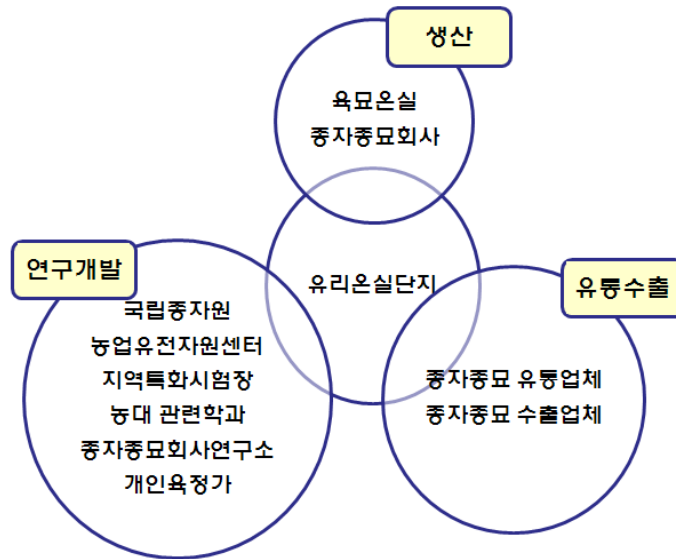 생산
육묘온실
종자종묘회사
유리온실단지
연구개발
국립종자원
농업유전자원센터
지역특화시험장
농대 관련학과
종자종묘회사연구소
개인육정가
유통수출
종자종묘 유통업체
종자종묘 수출업체